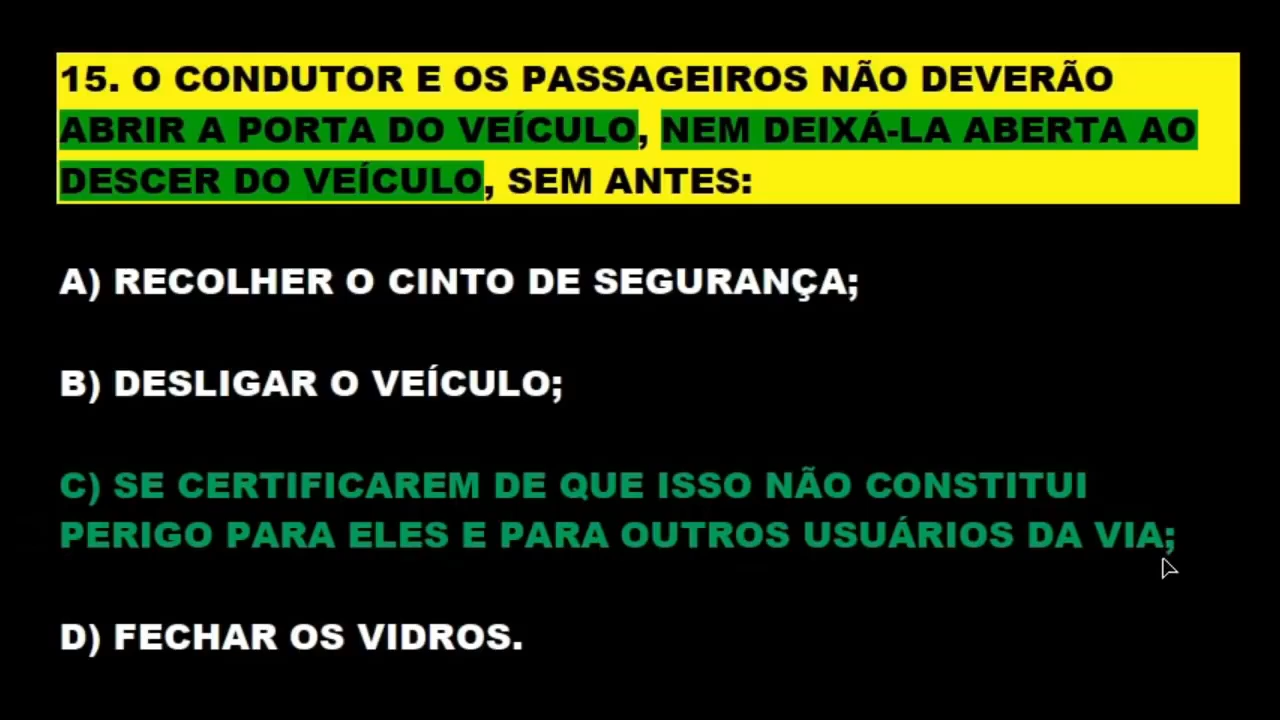 15. O CONDUTOR E OS PASSAGEIROS NÃO DEVERÃO
ABRIR A PORTA DO VEÍCULO, NEM DEIXÁ-LA ABERTA AO
DESCER DO VEÍCULO, SEM ANTES:
A) RECOLHER O CINTO DE SEGURANÇA;
B) DESLIGAR O VEÍCULO;
C) SE CERTIFICAREM DE QUE ISSO NÃO CONSTITUI
PERIGO PARA ELES E PARA OUTROS USUÁRIOS DA VIA;
D) FECHAR OS VIDROS.